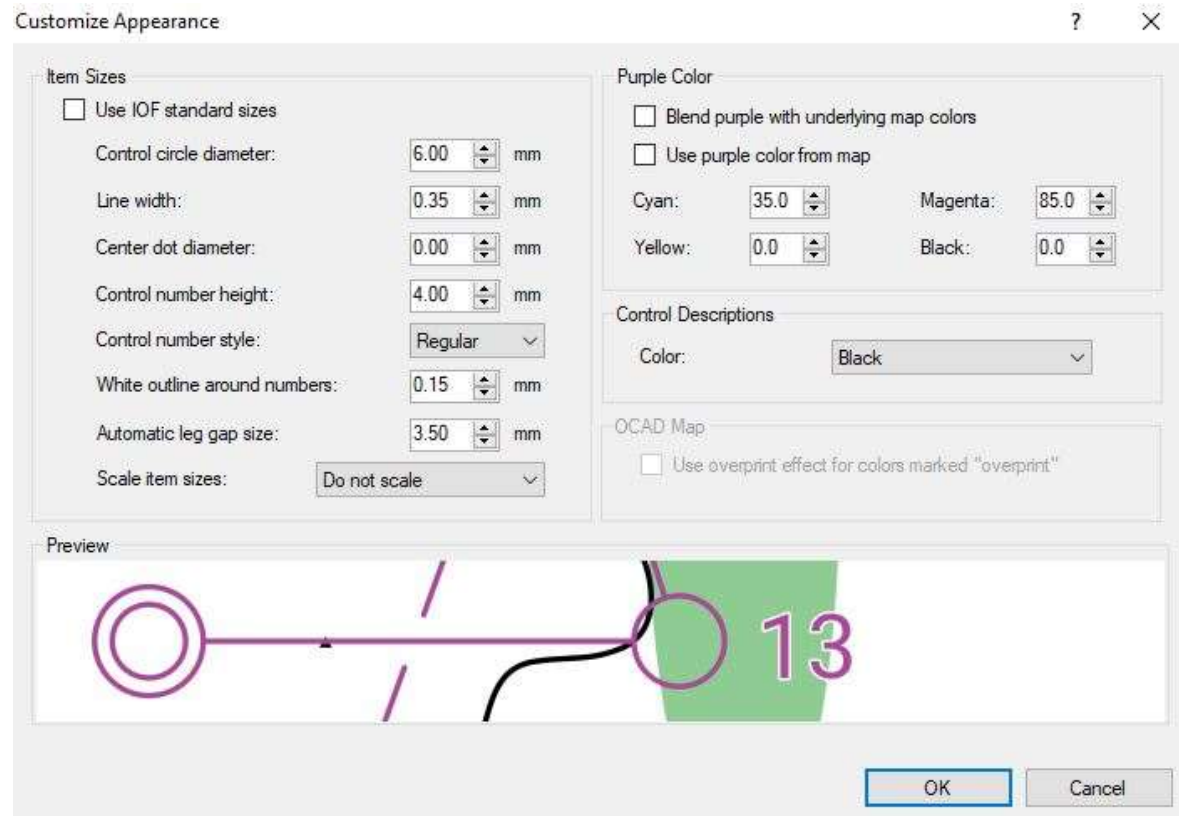 Customize Appearance ? ×
Item Sizes
Use IOF standard sizes
Control circle diameter: 6.00 mm
Line width: 0.35 mm
Center dot diameter: 0.00 mm
Control number height: 4.00 mm
Control number style: Regular
White outline around numbers: 0.15 mm
Automatic leg gap size: 3.50 mm
Scale item sizes: Do not scale
Purple Color
Blend purple with underlying map colors
Use purple color from map
Cyan: 35.0 Magenta: 85.0
Yellow: 0.0 Black: 0.0
Control Descriptions
Color: Black
OCAD Map
Use overprint effect for colors marked "overprint"
Preview
13
OK Cancel